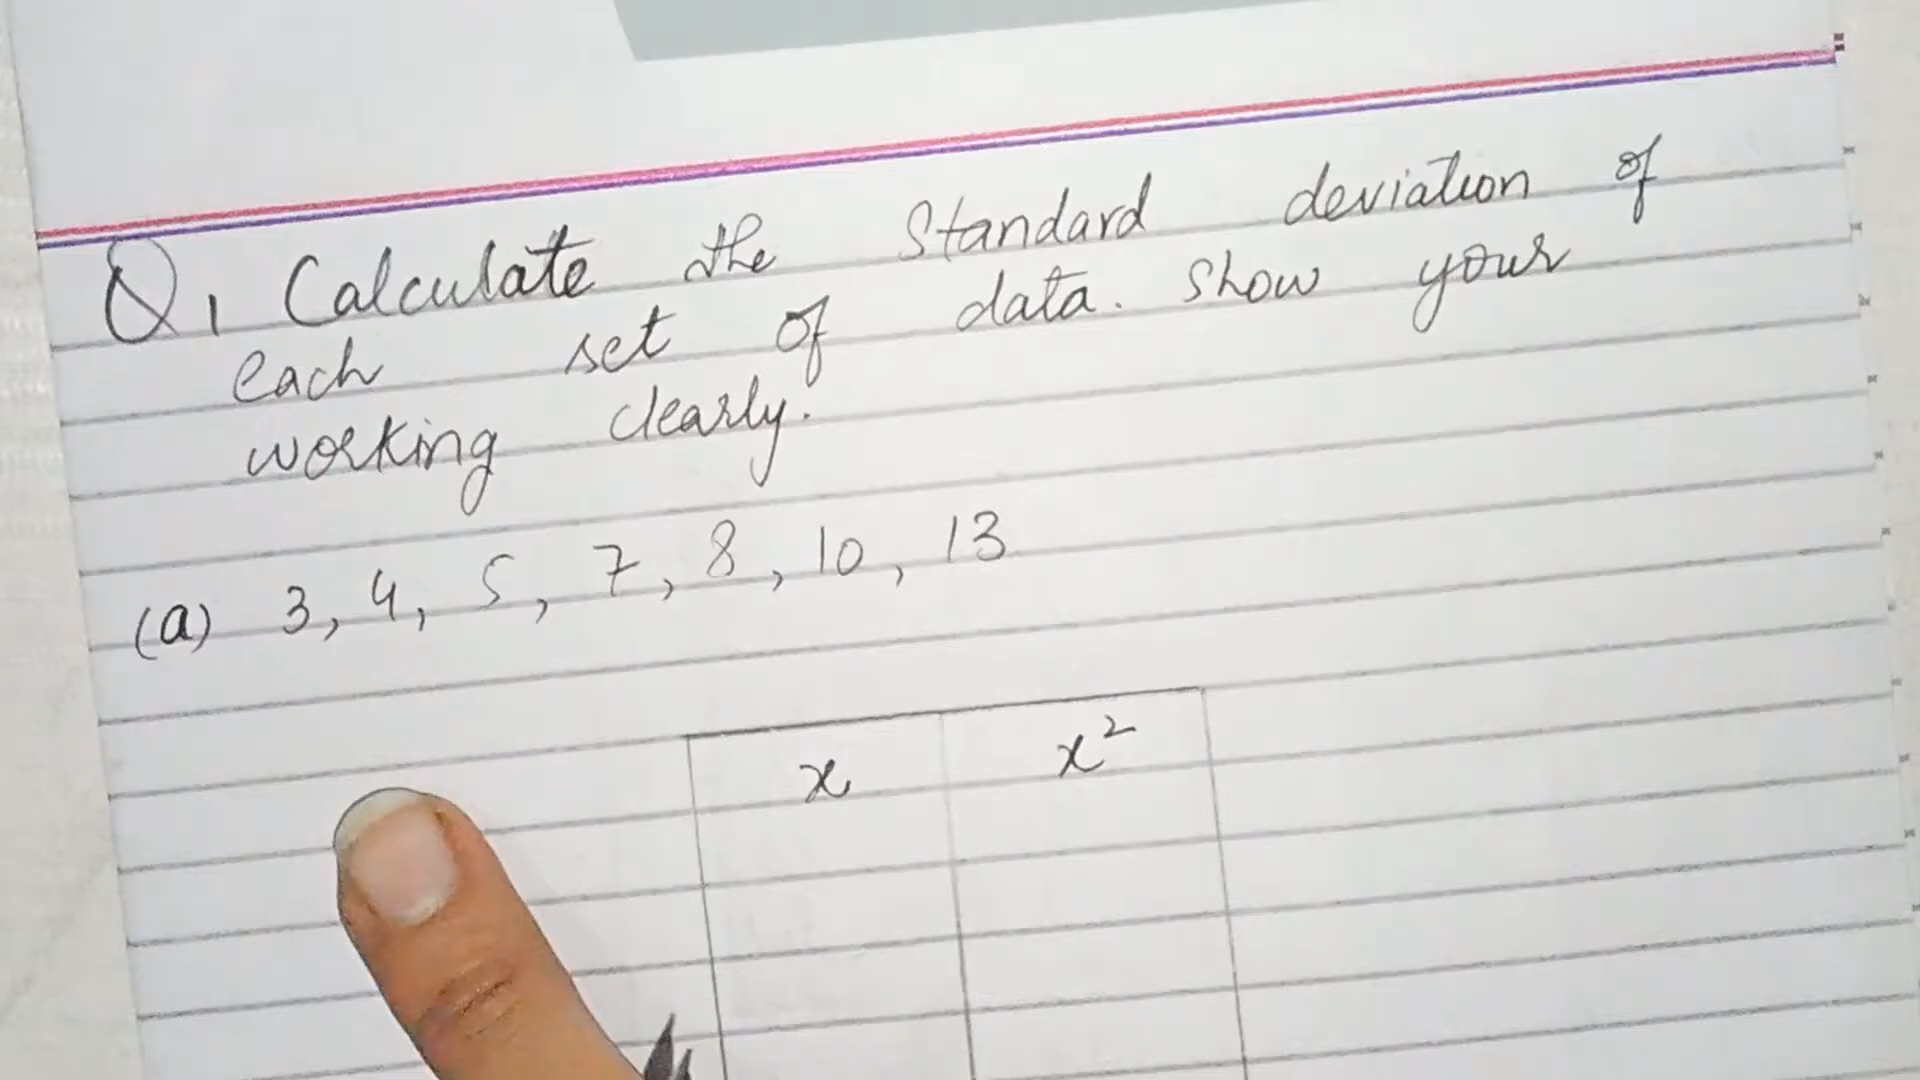 Q1 Calculate the Standard deviation of
each set of data. Show your
working clearly.
(a) 3, 4, 5, 7, 8, 10, 13
x x²